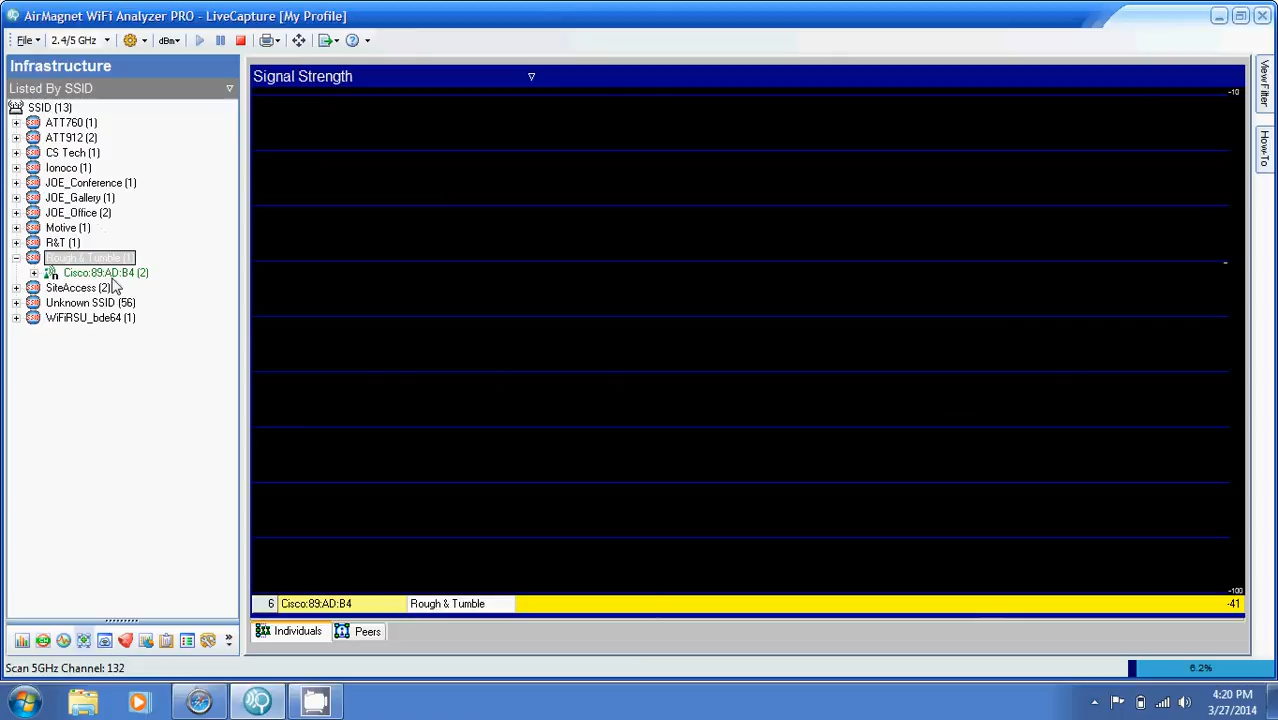 AirMagnet WiFi Analyzer PRO - LiveCapture [My Profile]
File 2.4/5 GHz dBm
Infrastructure
Listed By SSID
SSID (13)
ATT760 (1)
ATT912 (2)
CS Tech (1)
Ionoco (1)
JOE_Conference (1)
JOE_Gallery (1)
JOE_Office (2)
Motive (1)
R&T (1)
Rough & Tumble (1)
Cisco:89:AD:B4 (2)
SiteAccess (2)
Unknown SSID (56)
WiFiRSU_bde64 (1)
Signal Strength
-10
-100
6 Cisco:89:AD:B4 Rough & Tumble -41
Individuals Peers
View Filter
How-To
Scan 5GHz Channel: 132
6.2%
4:20 PM
3/27/2014